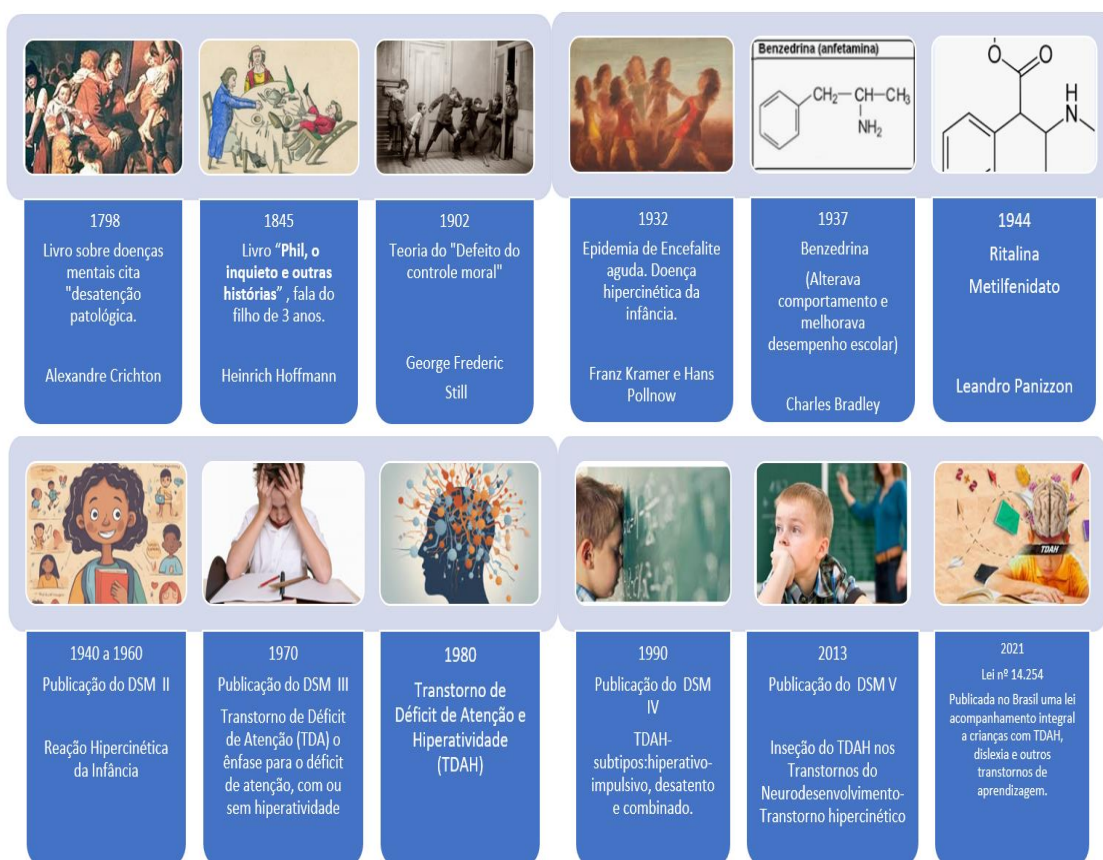 Benzedrina (anfetamina)
CH₂—CH—CH₃
NH₂
O
O
H
N
1798
Livro sobre doenças
mentais cita
"desatenção
patológica.
Alexandre Crichton
1845
Livro “Phil, o
inquieto e outras
histórias” , fala do
filho de 3 anos.
Heinrich Hoffmann
1902
Teoria do "Defeito do
controle moral"
George Frederic
Still
1932
Epidemia de Encefalite
aguda. Doença
hipercinética da
infância.
Franz Kramer e Hans
Pollnow
1937
Benzedrina
(Alterava
comportamento e
melhorava
desempenho escolar)
Charles Bradley
1944
Ritalina
Metilfenidato
Leandro Panizzon
TDAH
1940 a 1960
Publicação do DSM II
Reação Hipercinética
da Infância
1970
Publicação do DSM III
Transtorno de Déficit
de Atenção (TDA) o
ênfase para o déficit
de atenção, com ou
sem hiperatividade
1980
Transtorno de
Déficit de Atenção e
Hiperatividade
(TDAH)
1990
Publicação do DSM
IV
TDAH-
subtipos:hiperativo-
impulsivo, desatento
e combinado.
2013
Publicação do DSM V
Inseção do TDAH nos
Transtornos do
Neurodesenvolvimento-
Transtorno hipercinético
2021
Lei nº 14.254
Publicada no Brasil uma lei
acompanhamento integral
a crianças com TDAH,
dislexia e outros
transtornos de
aprendizagem.